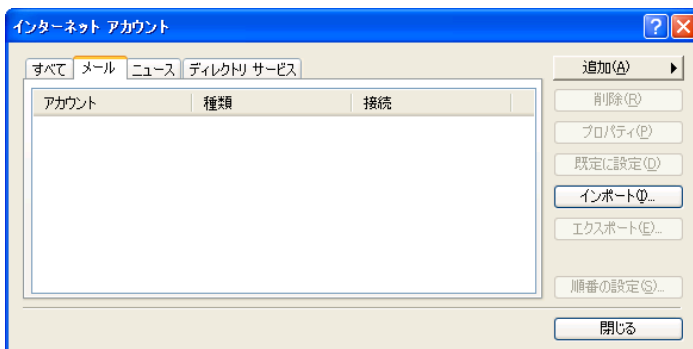 インターネット アカウント
すべて メール ニュース ディレクトリ サービス
アカウント 種類 接続
追加(A)
削除(R)
プロパティ(P)
既定に設定(D)
インポート(I)...
エクスポート(E)...
順番の設定(S)...
閉じる